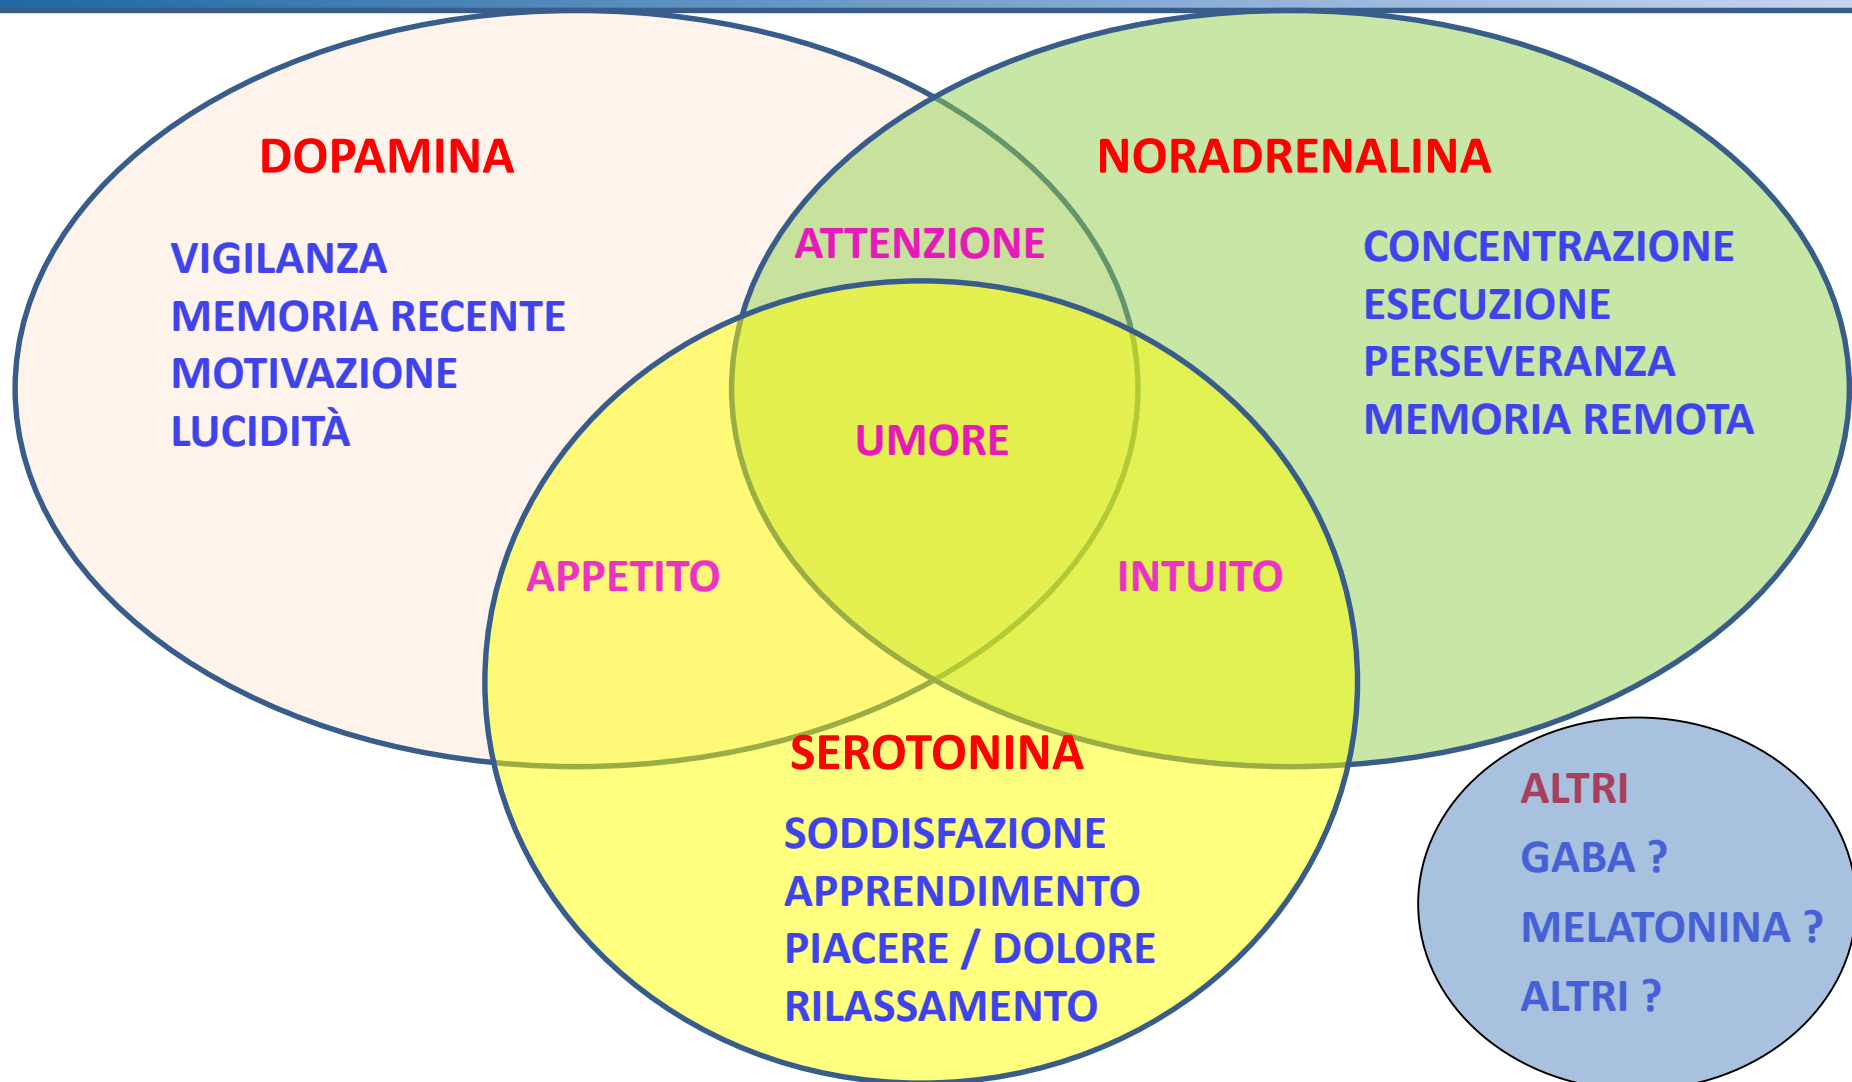 DOPAMINA
VIGILANZA
MEMORIA RECENTE
MOTIVAZIONE
LUCIDITÀ
NORADRENALINA
CONCENTRAZIONE
ESECUZIONE
PERSEVERANZA
MEMORIA REMOTA
ATTENZIONE
UMORE
APPETITO
INTUITO
SEROTONINA
SODDISFAZIONE
APPRENDIMENTO
PIACERE / DOLORE
RILASSAMENTO
ALTRI
GABA ?
MELATONINA ?
ALTRI ?